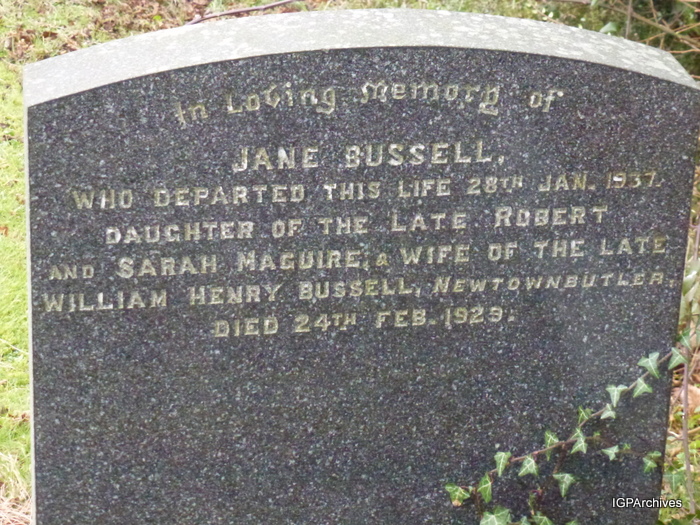 In Loving Memory of
JANE BUSSELL,
WHO DEPARTED THIS LIFE 28TH JAN. 1937.
DAUGHTER OF THE LATE ROBERT
AND SARAH MAGUIRE, & WIFE OF THE LATE
WILLIAM HENRY BUSSELL, NEWTOWNBUTLER.
DIED 24TH FEB. 1929.
IGPArchives